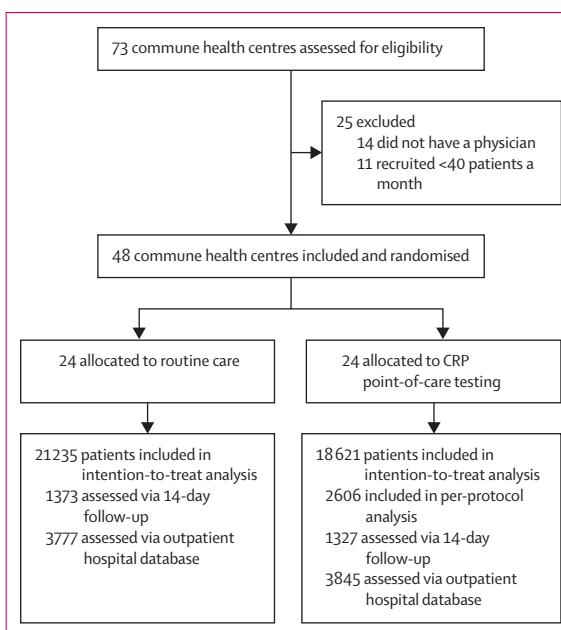 73 commune health centres assessed for eligibility
25 excluded
14 did not have a physician
11 recruited <40 patients a
month
48 commune health centres included and randomised
24 allocated to routine care
24 allocated to CRP
point-of-care testing
21235 patients included in
intention-to-treat analysis
1373 assessed via 14-day
follow-up
3777 assessed via outpatient
hospital database
18621 patients included in
intention-to-treat analysis
2606 included in per-protocol
analysis
1327 assessed via 14-day
follow-up
3845 assessed via outpatient
hospital database